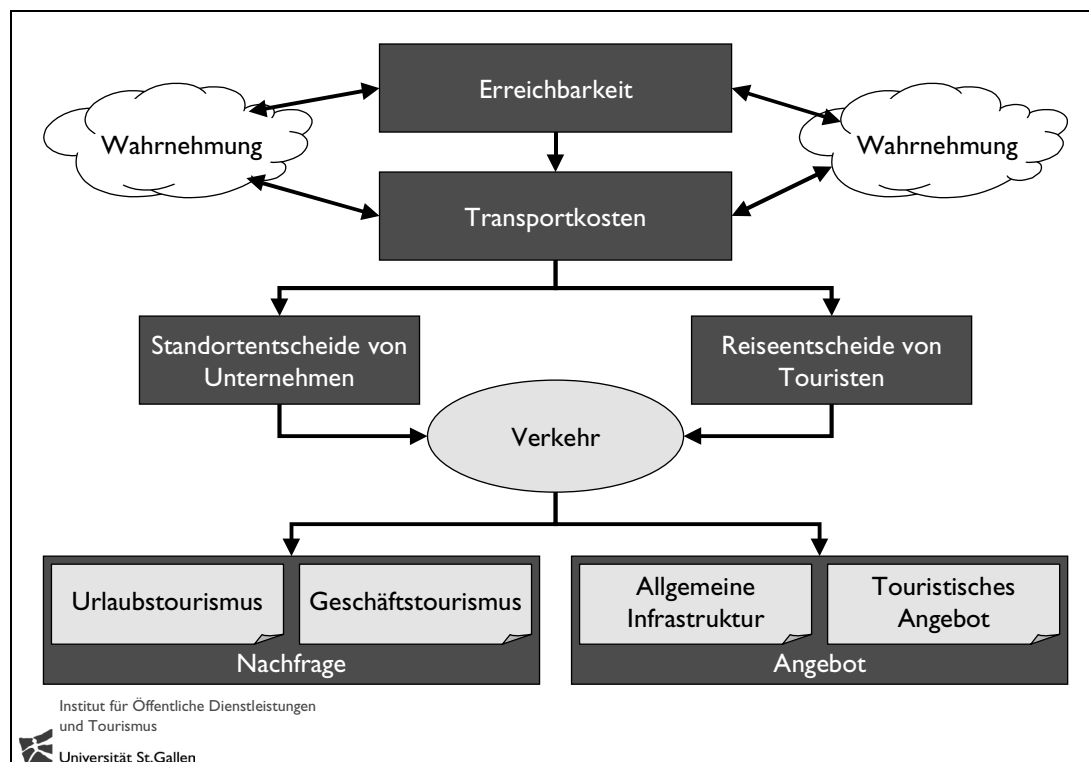 Erreichbarkeit
Wahrnehmung
Wahrnehmung
Transportkosten
Standortentscheide von
Unternehmen
Reiseentscheide von
Touristen
Verkehr
Urlaubstourismus
Geschäftstourismus
Nachfrage
Allgemeine
Infrastruktur
Touristisches
Angebot
Angebot
Institut für Öffentliche Dienstleistungen
und Tourismus
Universität St.Gallen